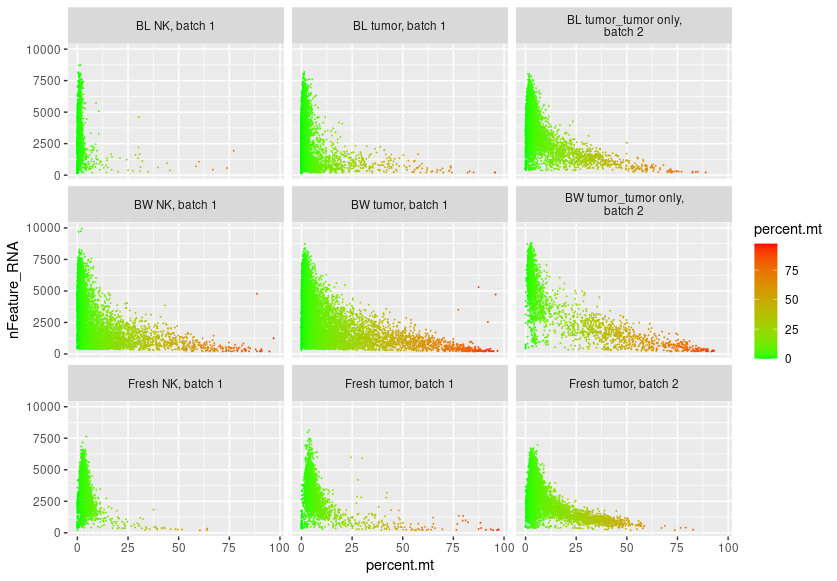 BL NK, batch 1
BL tumor, batch 1
BL tumor_tumor only,
batch 2
10000
7500
5000
2500
0
BW NK, batch 1
BW tumor, batch 1
BW tumor_tumor only,
batch 2
10000
7500
5000
2500
0
nFeature_RNA
percent.mt
75
50
25
0
Fresh NK, batch 1
Fresh tumor, batch 1
Fresh tumor, batch 2
10000
7500
5000
2500
0
0
25
50
75
100
0
25
50
75
100
0
25
50
75
100
percent.mt